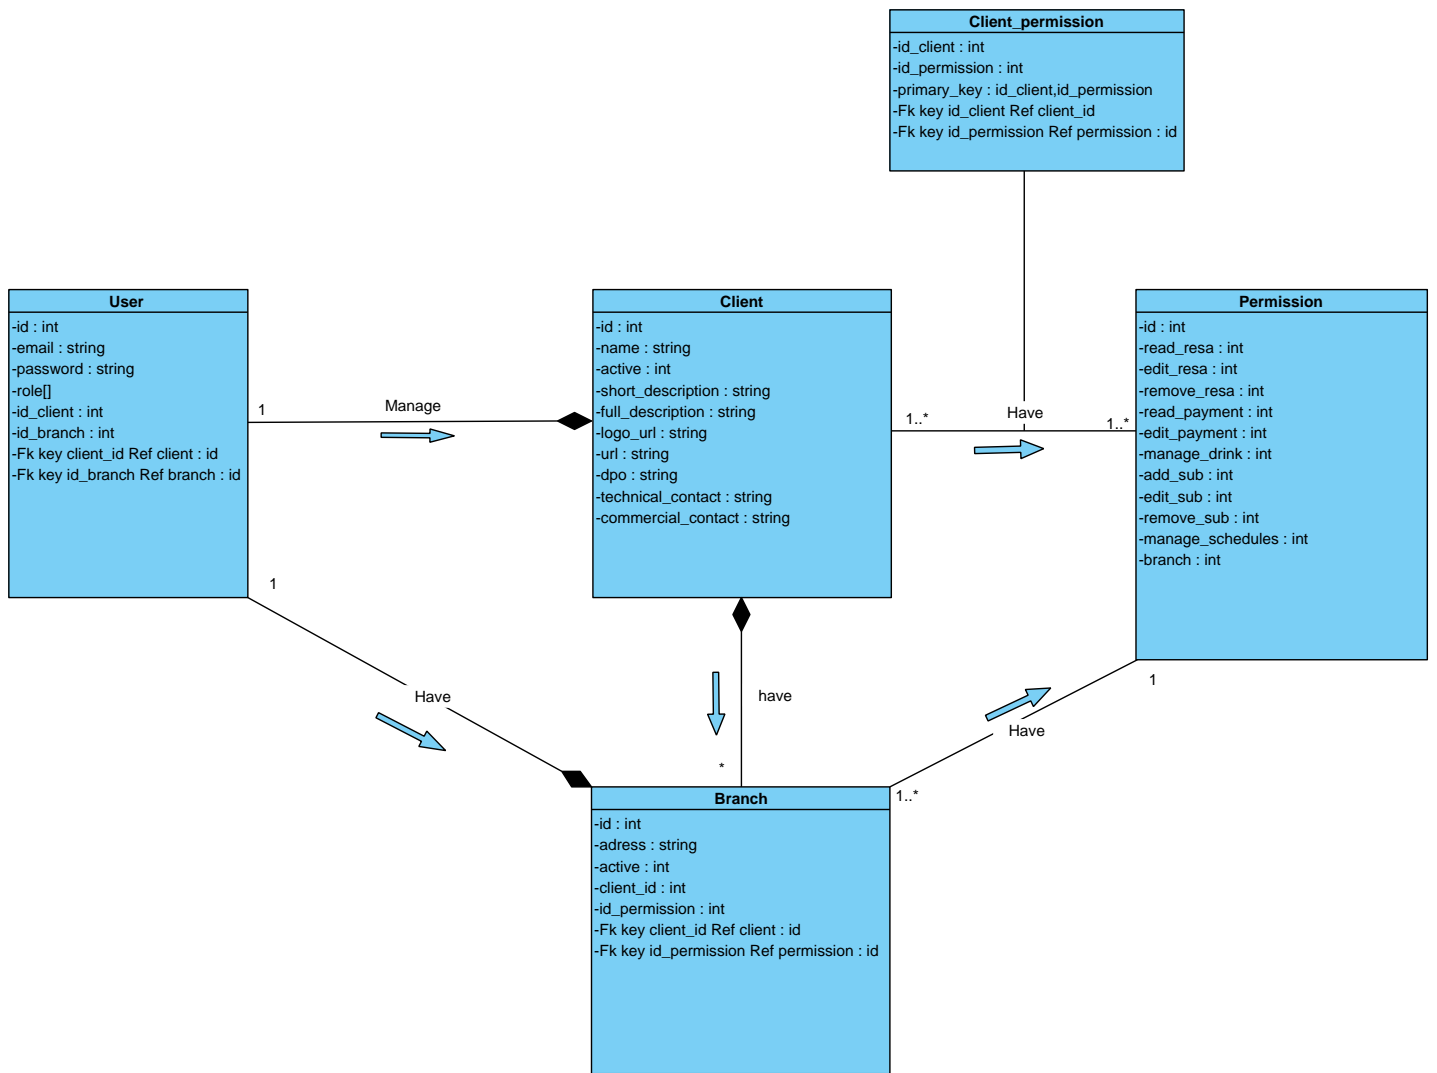 Client_permission
-id_client : int
-id_permission : int
-primary_key : id_client,id_permission
-Fk key id_client Ref client_id
-Fk key id_permission Ref permission : id
User
-id : int
-email : string
-password : string
-role[]
-id_client : int
-id_branch : int
-Fk key client_id Ref client : id
-Fk key id_branch Ref branch : id
1
Manage
Client
-id : int
-name : string
-active : int
-short_description : string
-full_description : string
-logo_url : string
-url : string
-dpo : string
-technical_contact : string
-commercial_contact : string
1..*
Have
1..*
Permission
-id : int
-read_resa : int
-edit_resa : int
-remove_resa : int
-read_payment : int
-edit_payment : int
-manage_drink : int
-add_sub : int
-edit_sub : int
-remove_sub : int
-manage_schedules : int
-branch : int
1
Have
have
*
1
Have
1..*
Branch
-id : int
-adress : string
-active : int
-client_id : int
-id_permission : int
-Fk key client_id Ref client : id
-Fk key id_permission Ref permission : id